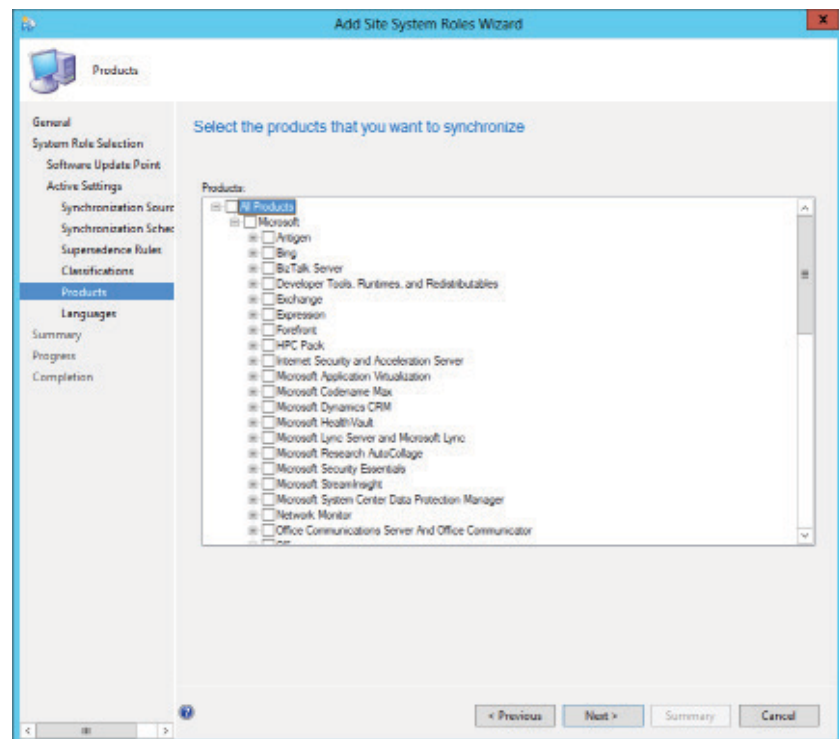 Add Site System Roles Wizard
Products
General
System Role Selection
Software Update Point
Active Settings
Synchronization Sourc
Synchronization Sched
Supersedence Rules
Classifications
Products
Languages
Summary
Progress
Completion
Select the products that you want to synchronize
Products:
All Products
Microsoft
Antigen
Bing
BizTalk Server
Developer Tools, Runtimes, and Redistributables
Exchange
Expression
Forefront
HPC Pack
Internet Security and Acceleration Server
Microsoft Application Virtualization
Microsoft Codename Max
Microsoft Dynamics CRM
Microsoft HealthVault
Microsoft Lync Server and Microsoft Lync
Microsoft Research AutoCollage
Microsoft Security Essentials
Microsoft StreamInsight
Microsoft System Center Data Protection Manager
Network Monitor
Office Communications Server And Office Communicator
< Previous
Next >
Summary
Cancel